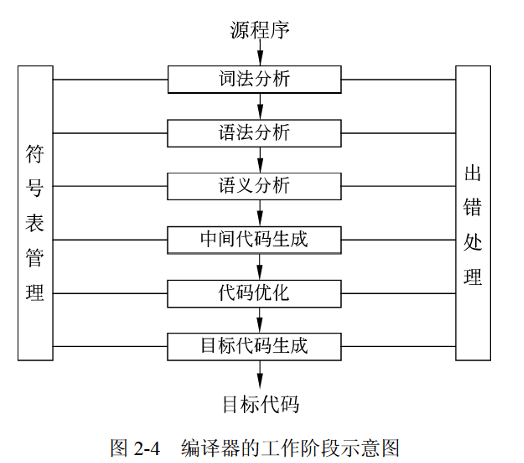 源程序
词法分析
语法分析
语义分析
中间代码生成
代码优化
目标代码生成
目标代码
符号表管理
出错处理
图 2-4 编译器的工作阶段示意图